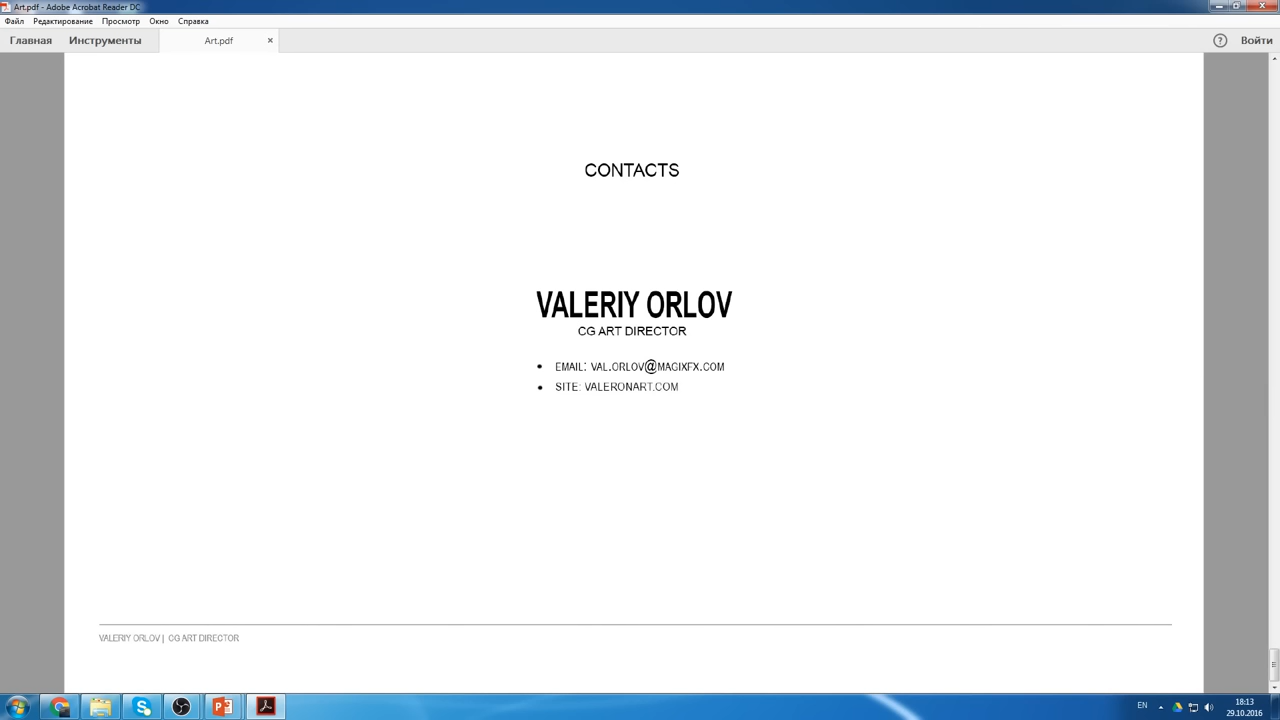 Art.pdf - Adobe Acrobat Reader DC
Файл Редактирование Просмотр Окно Справка
Главная Инструменты Art.pdf × ? Войти
CONTACTS
VALERIY ORLOV
CG ART DIRECTOR
• EMAIL: VAL.ORLOV@MAGIXFX.COM
• SITE: VALERONART.COM
VALERIY ORLOV | CG ART DIRECTOR
EN 18:13
29.10.2016